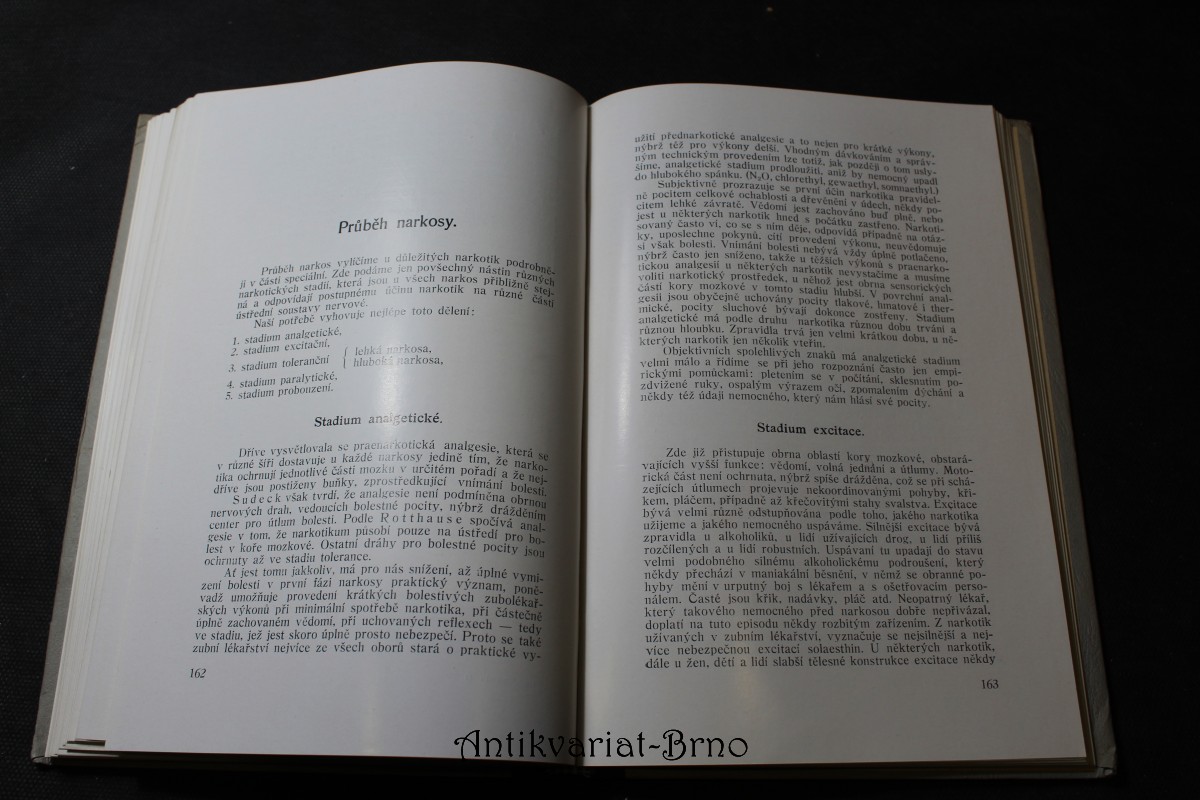 Průběh narkosy.
Průběh narkos vylíčíme u důležitých narkotik podrobně-
ji v části speciální. Zde podáme jen povšechný nástin různých
narkotických stadií, která jsou u všech narkos přibližně stej-
ná a odpovídají postupnému účinu narkotik na různé části
ústřední soustavy nervové.
Naší potřebě vyhovuje nejlépe toto dělení:
1. stadium analgetické,
2. stadium excitační,
3. stadium toleranční { lehká narkosa,
hluboká narkosa,
4. stadium paralytické.
5. stadium probouzení.
Stadium analgetické.
Dříve vysvětlovala se praenarkotická analgesie, která se
v různé šíři dostavuje u každé narkosy jedině tím, že narko-
tika ochrnují jednotlivé části mozku v určitém pořadí a že nej-
dříve jsou postiženy buňky, zprostředkující vnímání bolesti.
Sudeck však tvrdí, že analgesie není podmíněna obrnou
nervových drah, vedoucích bolestné pocity, nýbrž drážděním
center pro útlum bolesti. Podle Rotthause spočívá anal-
gesie v tom, že narkotikum působí pouze na ústředí pro bo-
lest v koře mozkové. Ostatní dráhy pro bolestné pocity jsou
ochrnuty až ve stadiu tolerance.
Ať jest tomu jakkoliv, má pro nás snížení, až úplné vymi-
zení bolesti v první fázi narkosy praktický význam, poně-
vadž umožňuje provedení krátkých bolestivých zubolékař-
ských výkonů při minimální spotřebě narkotika, při částečně
úplně zachovaném vědomí, při uchovaných reflexech — tedy
ve stadiu, jež jest skoro úplně prosto nebezpečí. Proto se také
zubní lékařství nejvíce ze všech oborů stará o praktické vy-
162
užití přednarkotické analgesie a to nejen pro krátké výkony,
nýbrž též pro výkony delší. Vhodným dávkováním a správ-
ným technickým provedením lze totiž, jak později o tom usly-
šíme, analgetické stadium prodloužiti, aniž by nemocný upadl
do hlubokého spánku. (N₂O, chlorethyl, gewaethyl, somnaethyl.)
Subjektivně prozrazuje se první účin narkotika pravidel-
ně pocitem celkové ochablosti a dřevěním v údech, někdy po-
citem lehké závratě. Vědomí jest zachováno buď plně, nebo
jest u některých narkotik hned s počátku zastřeno. Narkoti-
sovaný často ví, co se s ním děje, odpovídá případně na otáz-
ky, uposlechne pokynů, cítí provedení výkonu, neuvědomuje
si však bolesti. Vnímání bolesti nebývá vždy úplně potlačeno,
nýbrž často jen sníženo, takže u těžších výkonů s praenarko-
tickou analgesií u některých narkotik nevystačíme a musíme
voliti narkotický prostředek, u něhož jest obrna sensorických
částí kory mozkové v tomto stadiu hlubší. V povrchní anal-
gesii jsou obyčejně uchovány pocity tlakové, hmatové i ther-
mické, pocity sluchové bývají dokonce zostřeny. Stadium
analgetické má podle druhu narkotika různou dobu trvání a
různou hloubku. Zpravidla trvá jen velmi krátkou dobu, u ně-
kterých narkotik jen několik vteřin.
Objektivních spolehlivých znaků má analgetické stadium
velmi málo a řídíme se při jeho rozpoznání často jen empi-
rickými pomůckami: pletením se v počítání, sklesnutím po-
zdvižené ruky, ospalým výrazem očí, zpomalením dýchání a
někdy též údaji nemocného, který nám hlásí své pocity.
Stadium excitace.
Zde již přistupuje obrna oblastí kory mozkové, obstará-
vajících vyšší funkce: vědomí, volná jednání a útlumy. Moto-
rická část není ochrnuta, nýbrž spíše drážděna, což se při schá-
zejících útlumech projevuje nekoordinovanými pohyby, kři-
kem, pláčem, případně až křečovitými stahy svalstva. Excitace
bývá velmi různě odstupňována podle toho, jakého narkotika
užijeme a jakého nemocného uspáváme. Silnější excitace bývá
zpravidla u alkoholiků, u lidí užívajících drog, u lidí příliš
rozčilených a u lidí robustních. Uspávaní tu upadají do stavu
velmi podobného silnému alkoholickému podroušení, který
někdy přechází v maniakální běsnění, v němž se obranné po-
hyby mění v urputný boj s lékařem a s ošetřovacím perso-
nálem. Časté jsou křik, nadávky, pláč atd. Neopatrný lékař,
který takového nemocného před narkosou dobře nepřivázal,
doplatí na tuto episodu někdy rozbitým zařízením. Z narkotik
užívaných v zubním lékařství, vyznačuje se nejsilnější a nej-
více nebezpečnou excitací solaesthin. U některých narkotik,
dále u žen, dětí a lidí slabší tělesné konstrukce excitace někdy
163
Antikvariat-Brno